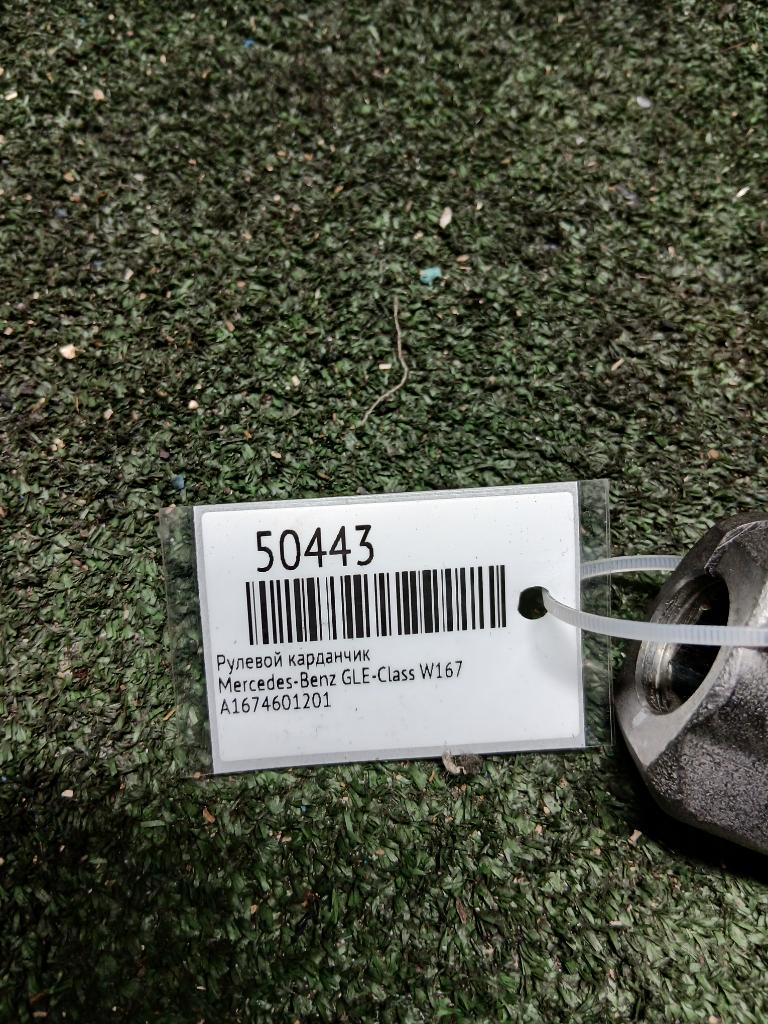 50443
Рулевой карданчик
Mercedes-Benz GLE-Class W167
A1674601201